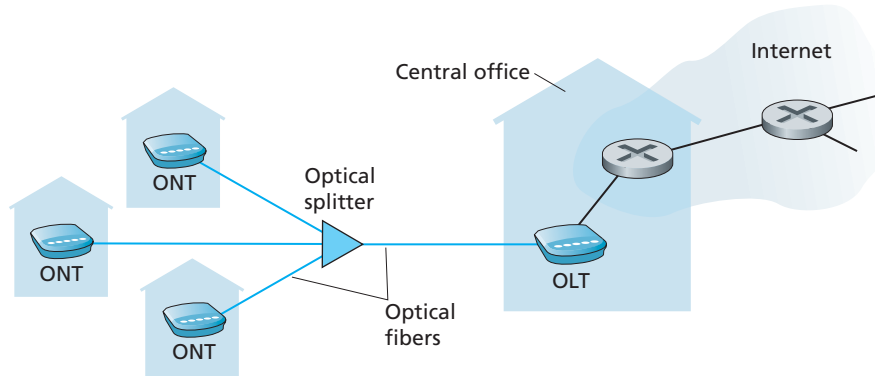 Internet
Central office
ONT
Optical
splitter
ONT
OLT
Optical
fibers
ONT